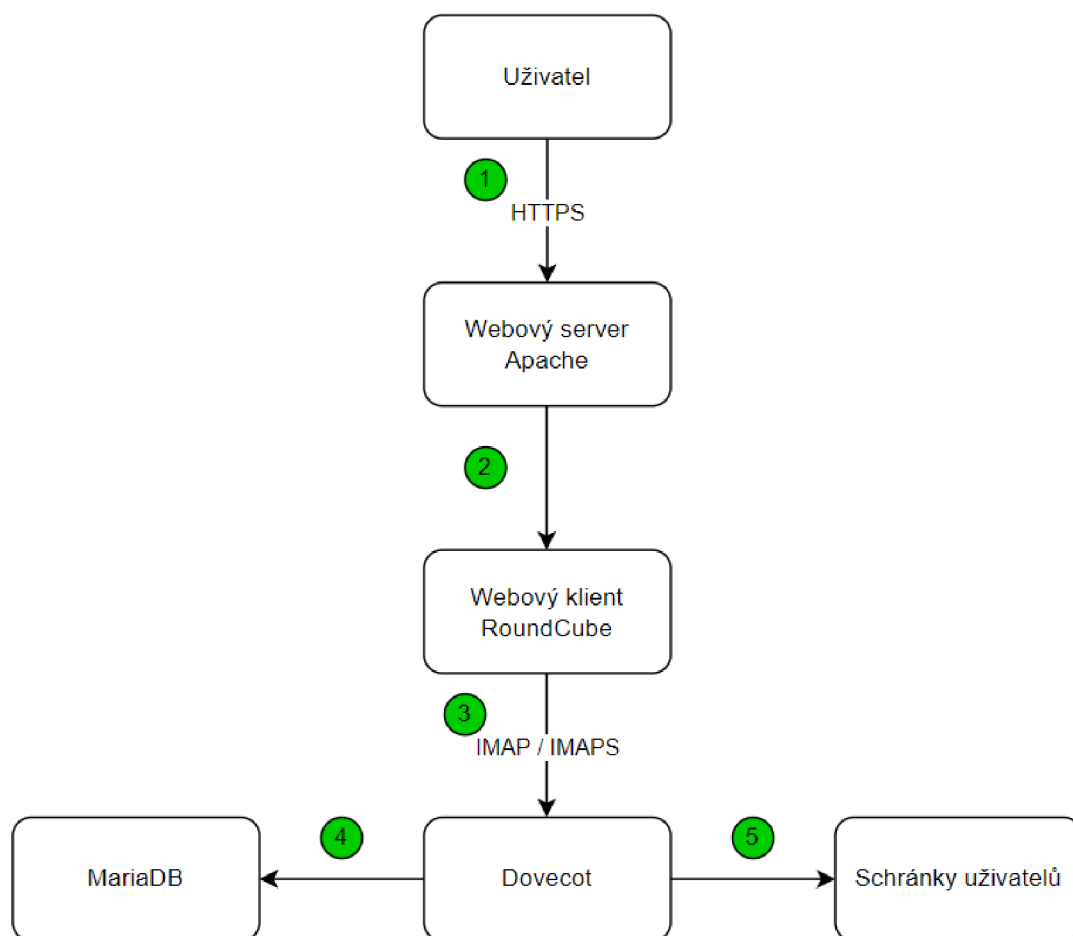 Uživatel
1
HTTPS
Webový server
Apache
2
Webový klient
RoundCube
3
IMAP / IMAPS
MariaDB
4
Dovecot
5
Schránky uživatelů